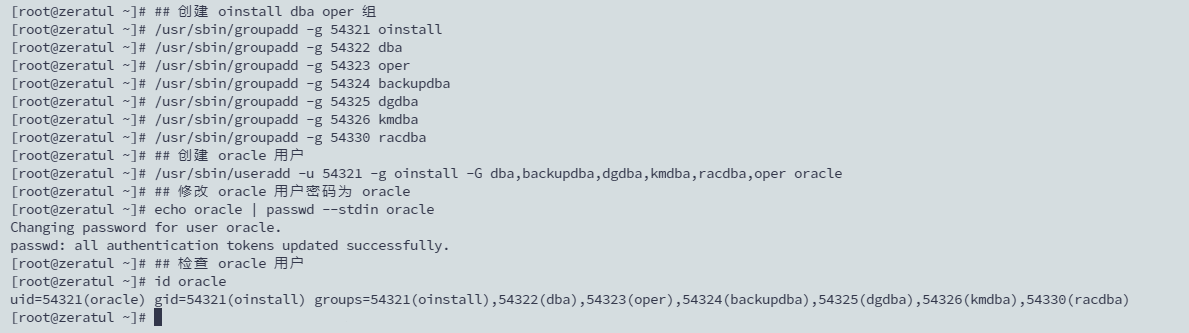 [root@zeratul ~]# ## 创建 oinstall dba oper 组
[root@zeratul ~]# /usr/sbin/groupadd -g 54321 oinstall
[root@zeratul ~]# /usr/sbin/groupadd -g 54322 dba
[root@zeratul ~]# /usr/sbin/groupadd -g 54323 oper
[root@zeratul ~]# /usr/sbin/groupadd -g 54324 backupdba
[root@zeratul ~]# /usr/sbin/groupadd -g 54325 dgdba
[root@zeratul ~]# /usr/sbin/groupadd -g 54326 kmdba
[root@zeratul ~]# /usr/sbin/groupadd -g 54330 racdba
[root@zeratul ~]# ## 创建 oracle 用户
[root@zeratul ~]# /usr/sbin/useradd -u 54321 -g oinstall -G dba,backupdba,dgdba,kmdba,racdba,oper oracle
[root@zeratul ~]# ## 修改 oracle 用户密码为 oracle
[root@zeratul ~]# echo oracle | passwd --stdin oracle
Changing password for user oracle.
passwd: all authentication tokens updated successfully.
[root@zeratul ~]# ## 检查 oracle 用户
[root@zeratul ~]# id oracle
uid=54321(oracle) gid=54321(oinstall) groups=54321(oinstall),54322(dba),54323(oper),54324(backupdba),54325(dgdba),54326(kmdba),54330(racdba)
[root@zeratul ~]#